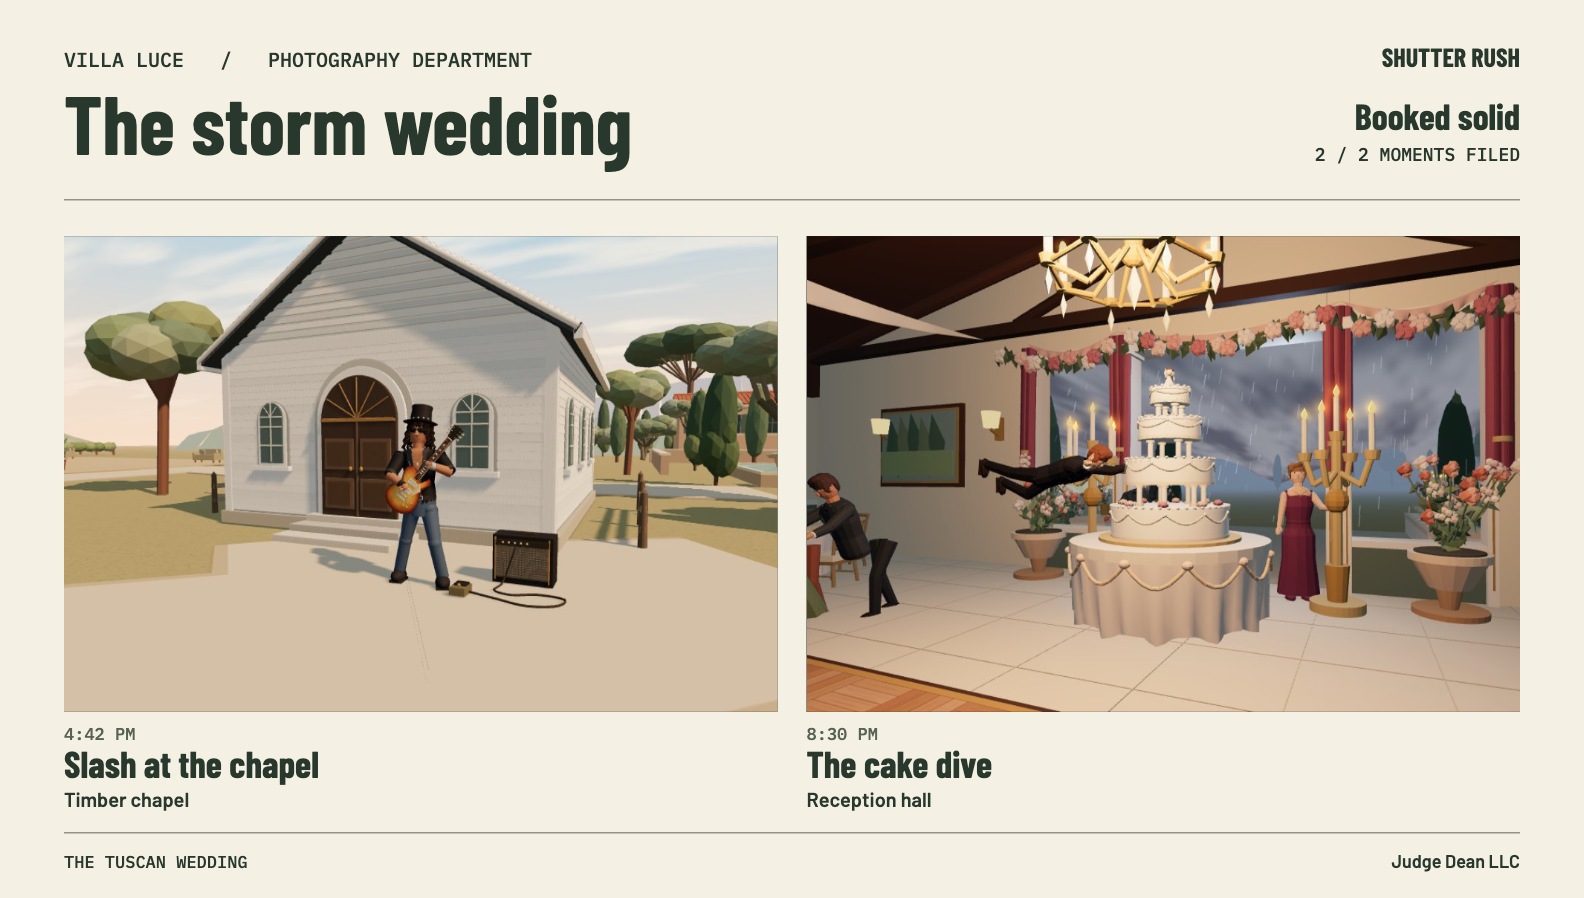 VILLA LUCE / PHOTOGRAPHY DEPARTMENT
The storm wedding
SHUTTER RUSH
Booked solid
2 / 2 MOMENTS FILED
4:42 PM
Slash at the chapel
Timber chapel
8:30 PM
The cake dive
Reception hall
THE TUSCAN WEDDING
Judge Dean LLC